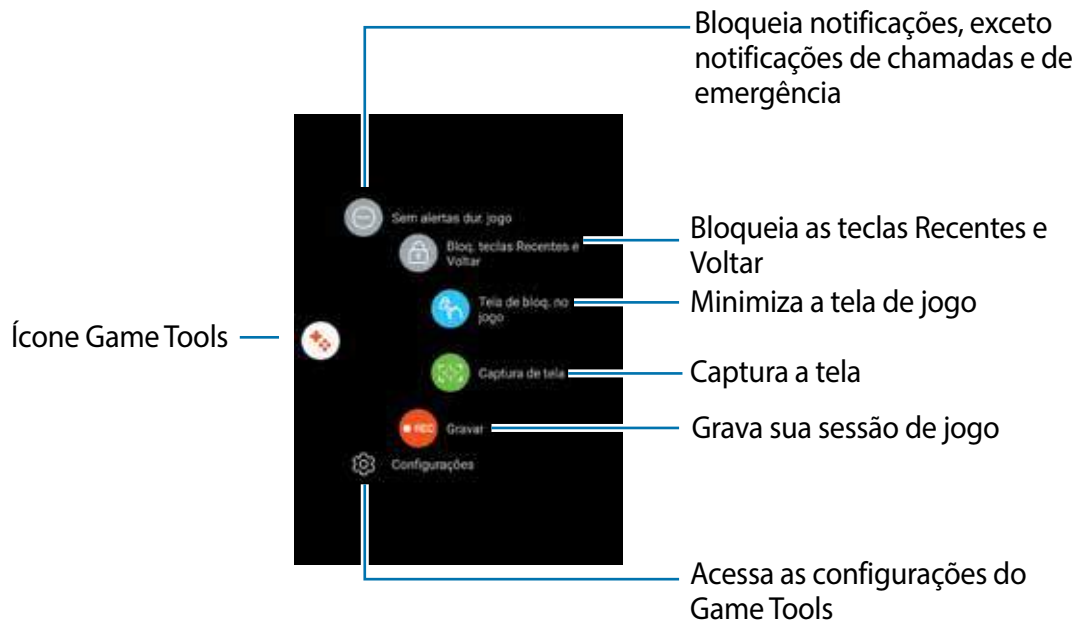 Bloqueia notificações, exceto
notificações de chamadas e de
emergência
Sem alertas dur. jogo
Bloq. teclas Recentes e
Voltar
Bloqueia as teclas Recentes e
Voltar
Tela de bloq. no
jogo
Minimiza a tela de jogo
Ícone Game Tools
Captura de tela
Captura a tela
REC
Gravar
Grava sua sessão de jogo
Configurações
Acessa as configurações do
Game Tools